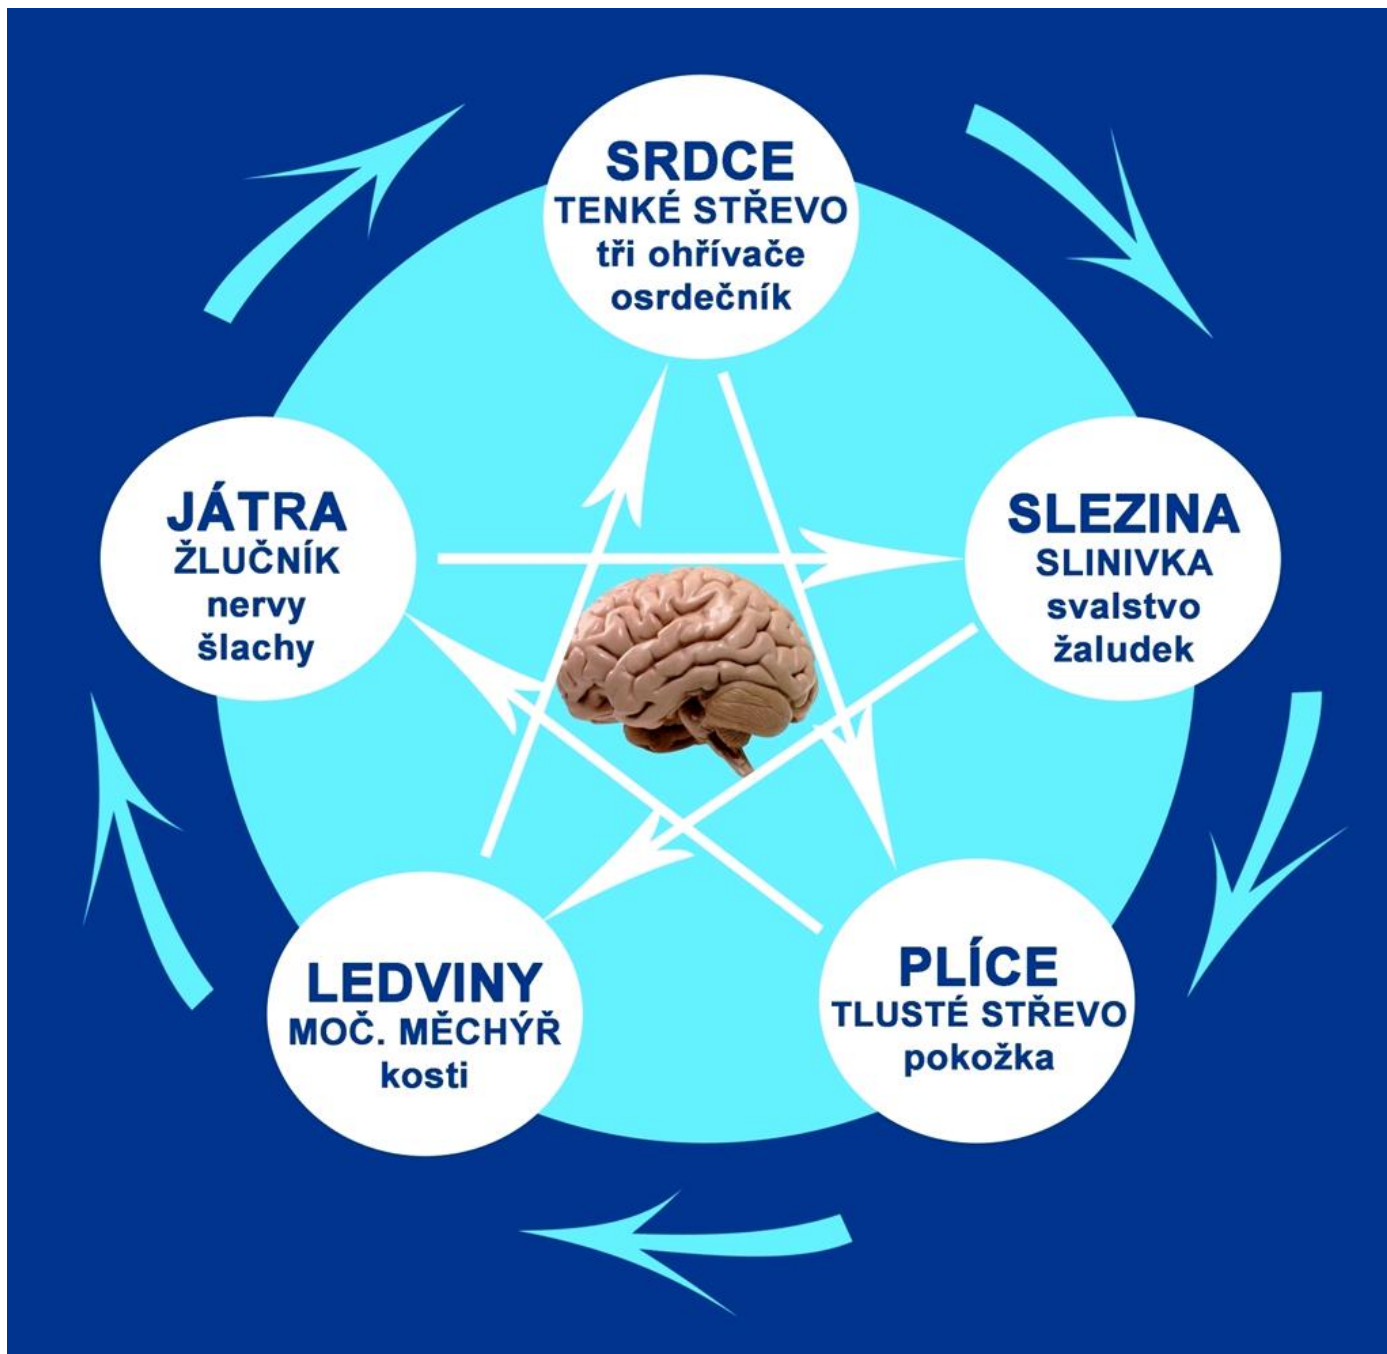 SRDCE
TENKÉ STŘEVO
tři ohřívače
osrdečník
JÁTRA
ŽLUČNÍK
nervy
šlachy
SLEZINA
SLINIVKA
svalstvo
žaludek
LEDVINY
MOČ. MĚCHÝŘ
kosti
PLÍCE
TLUSTÉ STŘEVO
pokožka